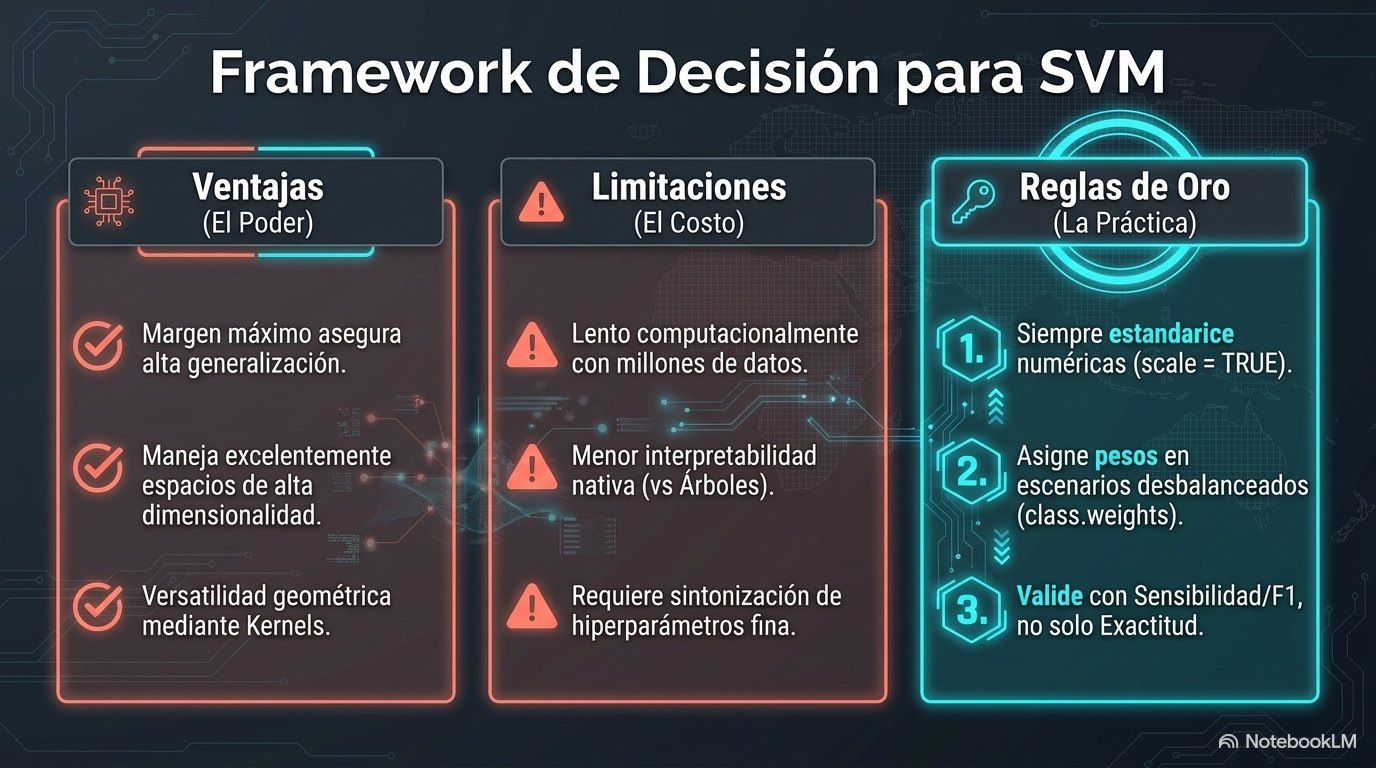 Framework de Decisión para SVM
Ventajas
(El Poder)
Margen máximo asegura
alta generalización.
Maneja excelentemente
espacios de alta
dimensionalidad.
Versatilidad geométrica
mediante Kernels.
Limitaciones
(El Costo)
Lento computacionalmente
con millones de datos.
Menor interpretabilidad
nativa (vs Árboles).
Requiere sintonización de
hiperparámetros fina.
Reglas de Oro
(La Práctica)
1.
Siempre estandarice
numéricas (scale = TRUE).
2.
Asigne pesos en
escenarios desbalanceados
(class.weights).
3.
Valide con Sensibilidad/F1,
no solo Exactitud.
NotebookLM